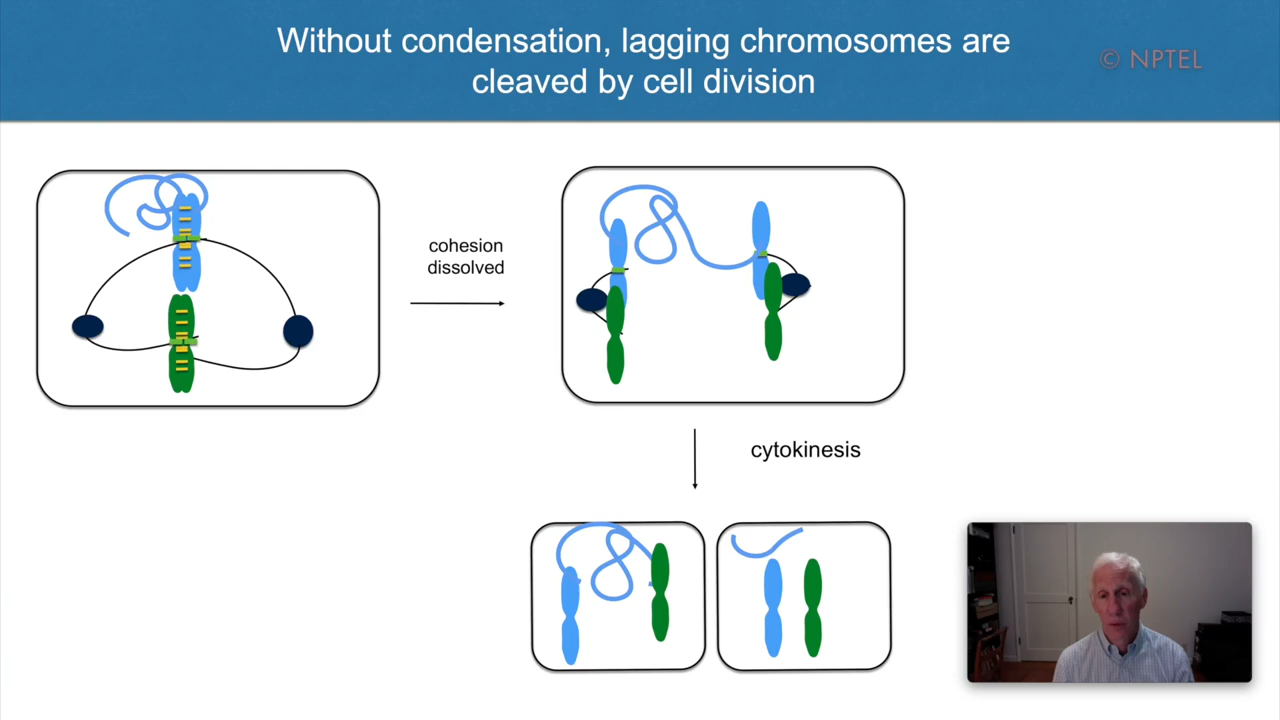 Without condensation, lagging chromosomes are
cleaved by cell division
© NPTEL
cohesion
dissolved
cytokinesis